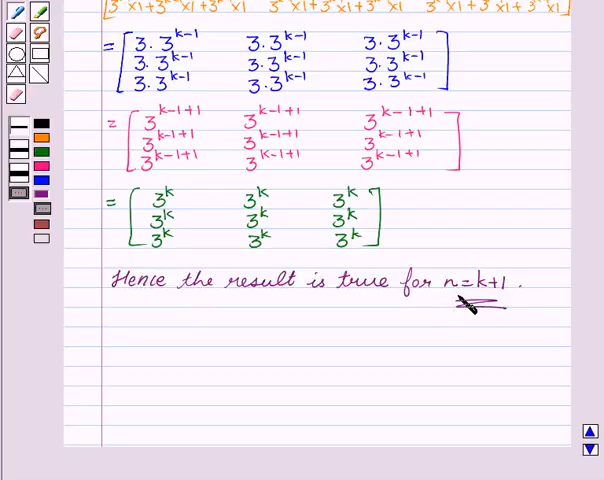 = [ 3·3^{k-1} 3·3^{k-1} 3·3^{k-1}
3·3^{k-1} 3·3^{k-1} 3·3^{k-1}
3·3^{k-1} 3·3^{k-1} 3·3^{k-1} ]
= [ 3^{k-1+1} 3^{k-1+1} 3^{k-1+1}
3^{k-1+1} 3^{k-1+1} 3^{k-1+1}
3^{k-1+1} 3^{k-1+1} 3^{k-1+1} ]
= [ 3^k 3^k 3^k
3^k 3^k 3^k
3^k 3^k 3^k ]
Hence the result is true for n=k+1.